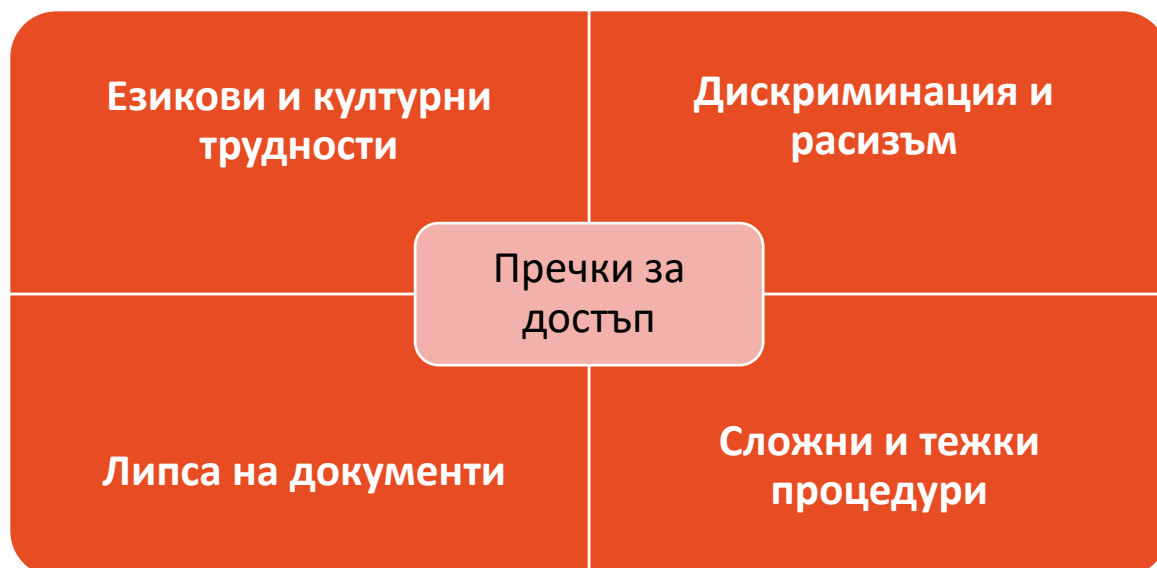 Езикови и културни
трудности
Дискриминация и
расизъм
Пречки за
достъп
Липса на документи
Сложни и тежки
процедури